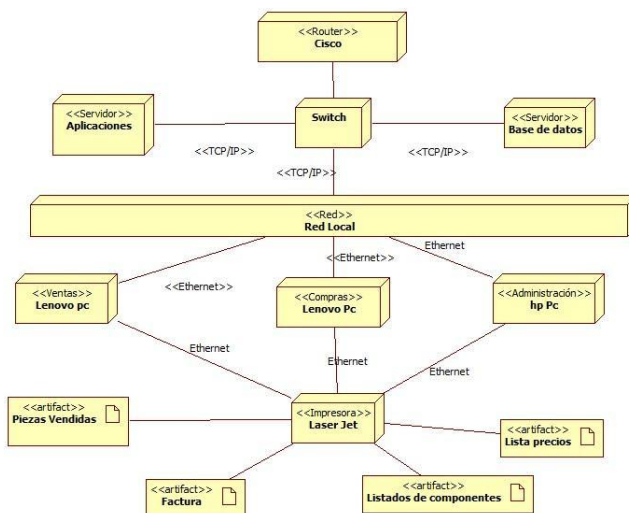 <<Router>>
Cisco
<<Servidor>>
Aplicaciones
Switch
<<Servidor>>
Base de datos
<<TCP/IP>>
<<TCP/IP>>
<<TCP/IP>>
<<Red>>
Red Local
Ethernet
<<Ethernet>>
<<Ethernet>>
<<Ventas>>
Lenovo pc
<<Compras>>
Lenovo Pc
<<Administración>>
hp Pc
Ethernet
Ethernet
Ethernet
<<artifact>>
Piezas Vendidas
<<Impresora>>
Laser Jet
<<artifact>>
Lista precios
<<artifact>>
Factura
<<artifact>>
Listados de componentes